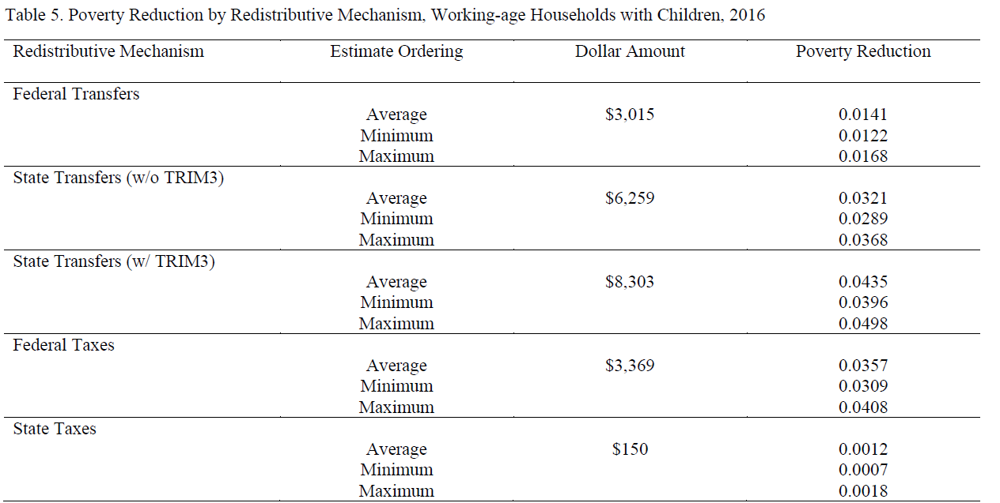 Table 5. Poverty Reduction by Redistributive Mechanism, Working-age Households with Children, 2016
Redistributive Mechanism Estimate Ordering Dollar Amount Poverty Reduction
Federal Transfers
Average $3,015 0.0141
Minimum 0.0122
Maximum 0.0168
State Transfers (w/o TRIM3)
Average $6,259 0.0321
Minimum 0.0289
Maximum 0.0368
State Transfers (w/ TRIM3)
Average $8,303 0.0435
Minimum 0.0396
Maximum 0.0498
Federal Taxes
Average $3,369 0.0357
Minimum 0.0309
Maximum 0.0408
State Taxes
Average $150 0.0012
Minimum 0.0007
Maximum 0.0018